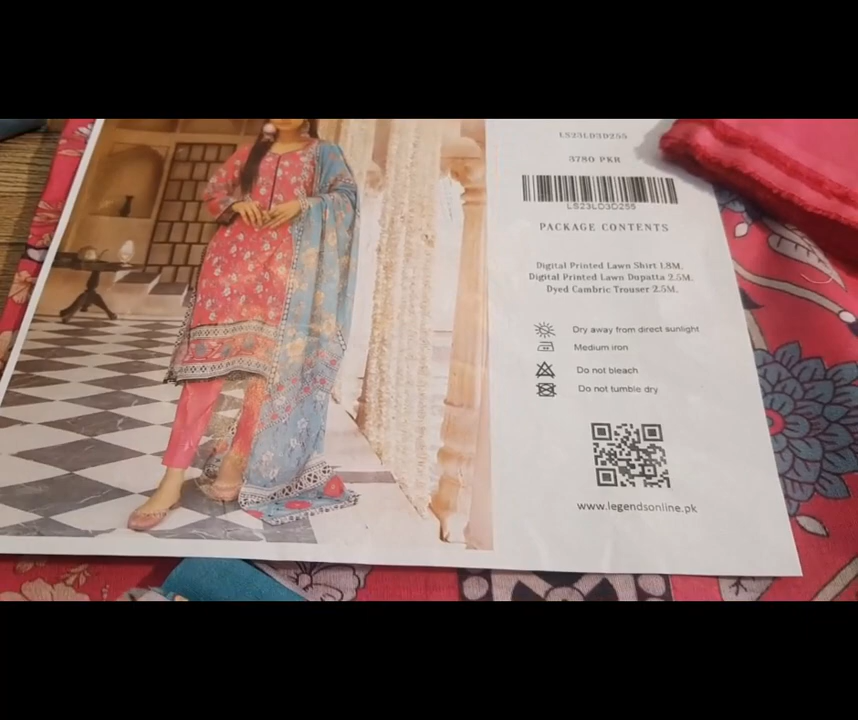 LS23LD3D255
3780 PKR
LS23LD3D255
PACKAGE CONTENTS
Digital Printed Lawn Shirt 1.8M.
Digital Printed Lawn Dupatta 2.5M.
Dyed Cambric Trouser 2.5M.
Dry away from direct sunlight
Medium iron
Do not bleach
Do not tumble dry
www.legendsonline.pk